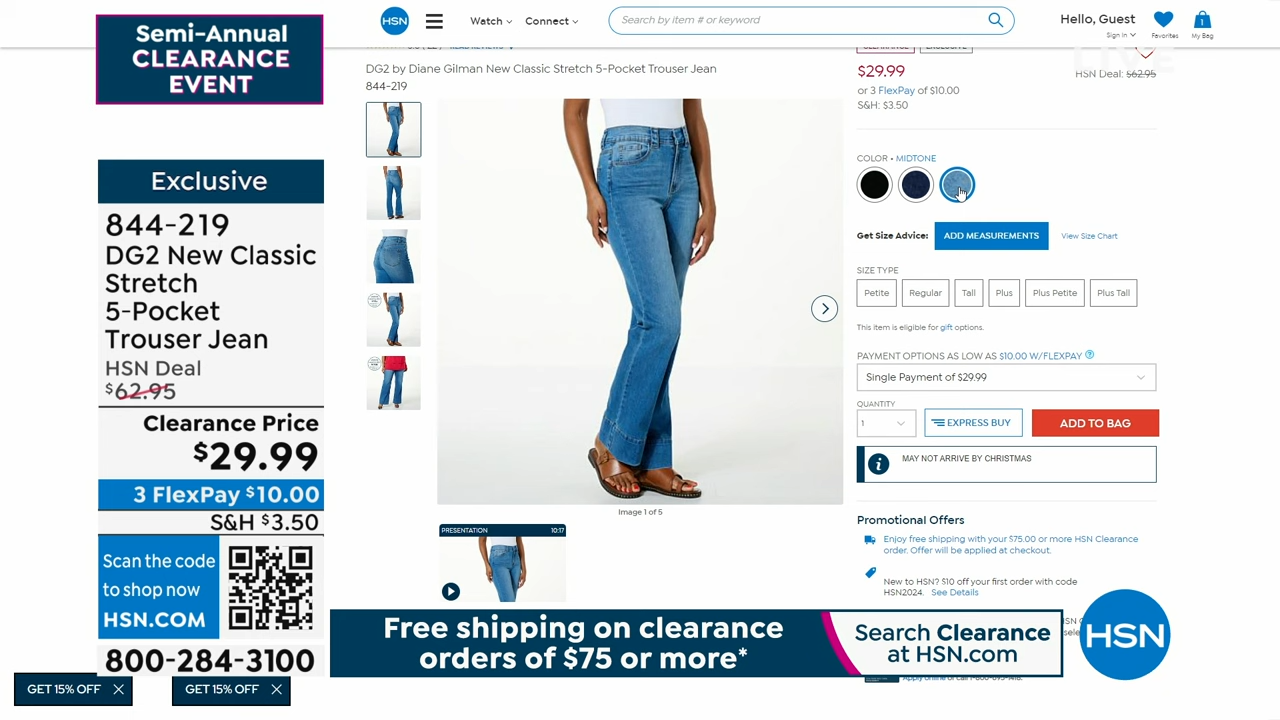 Semi-Annual
CLEARANCE
EVENT
Exclusive
844-219
DG2 New Classic
Stretch
5-Pocket
Trouser Jean
HSN Deal
$62.95
Clearance Price
$29.99
3 FlexPay $10.00
S&H $3.50
Scan the code
to shop now
HSN.COM
800-284-3100
GET 15% OFF
GET 15% OFF
HSN
Watch
Connect
Search by item # or keyword
Hello, Guest
Sign In
Favorites
1
My Bag
LIVE
DG2 by Diane Gilman New Classic Stretch 5-Pocket Trouser Jean
844-219
Image 1 of 5
PRESENTATION 10:17
CLEARANCE EXCLUSIVE
$29.99
HSN Deal: $62.95
or 3 FlexPay of $10.00
S&H: $3.50
COLOR • MIDTONE
Get Size Advice: ADD MEASUREMENTS View Size Chart
SIZE TYPE
Petite Regular Tall Plus Plus Petite Plus Tall
This item is eligible for gift options.
PAYMENT OPTIONS AS LOW AS $10.00 W/FLEXPAY
Single Payment of $29.99
QUANTITY
1
EXPRESS BUY
ADD TO BAG
MAY NOT ARRIVE BY CHRISTMAS
Promotional Offers
Enjoy free shipping with your $75.00 or more HSN Clearance
order. Offer will be applied at checkout.
New to HSN? $10 off your first order with code
HSN2024. See Details
Free shipping on clearance
orders of $75 or more*
Search Clearance
at HSN.com
HSN